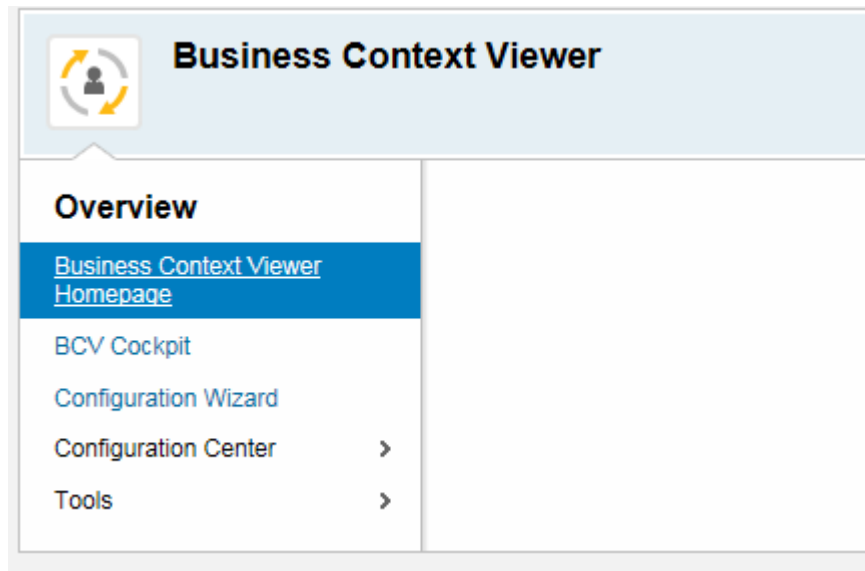 Business Context Viewer
Overview
Business Context Viewer
Homepage
BCV Cockpit
Configuration Wizard
Configuration Center
Tools